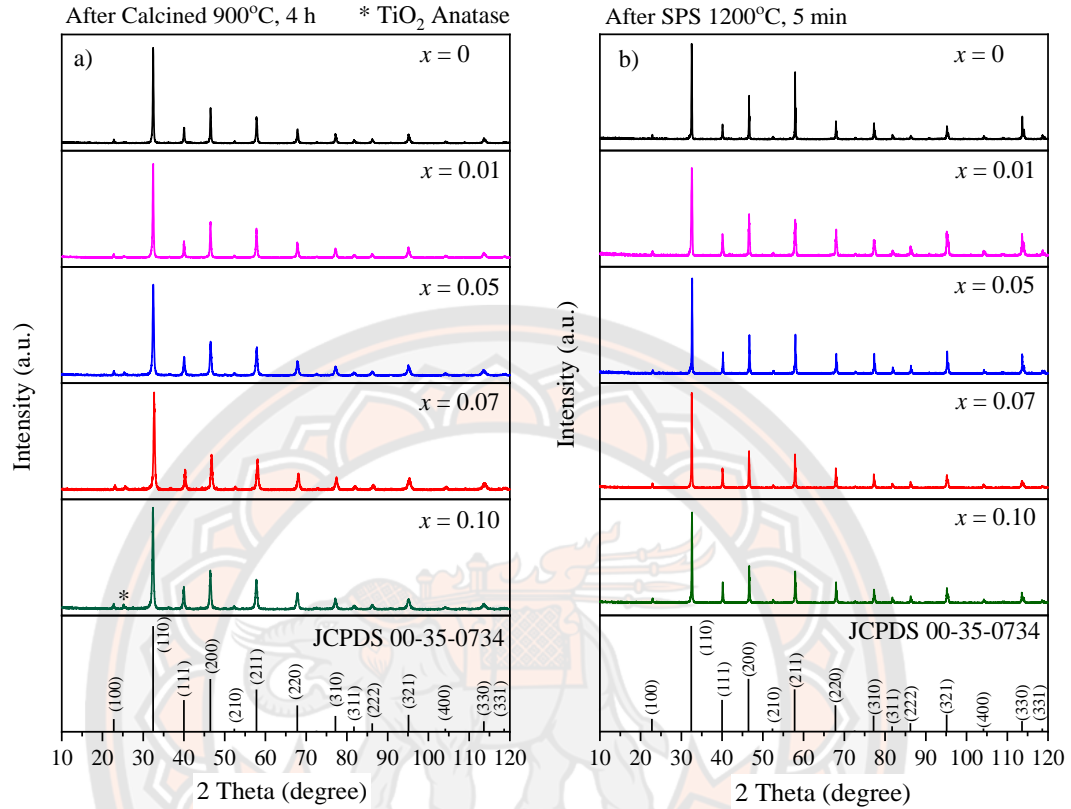 After Calcined 900°C, 4 h * TiO₂ Anatase
a)
x = 0
x = 0.01
x = 0.05
x = 0.07
x = 0.10
*
JCPDS 00-35-0734
(100)
(110)
(111)
(200)
(210)
(211)
(220)
(310)
(311)
(222)
(321)
(400)
(330)
(331)
10 20 30 40 50 60 70 80 90 100 110 120
2 Theta (degree)
Intensity (a.u.)
After SPS 1200°C, 5 min
b)
x = 0
x = 0.01
x = 0.05
x = 0.07
x = 0.10
JCPDS 00-35-0734
(100)
(110)
(111)
(200)
(210)
(211)
(220)
(310)
(311)
(222)
(321)
(400)
(330)
(331)
10 20 30 40 50 60 70 80 90 100 110 120
2 Theta (degree)
Intensity (a.u.)